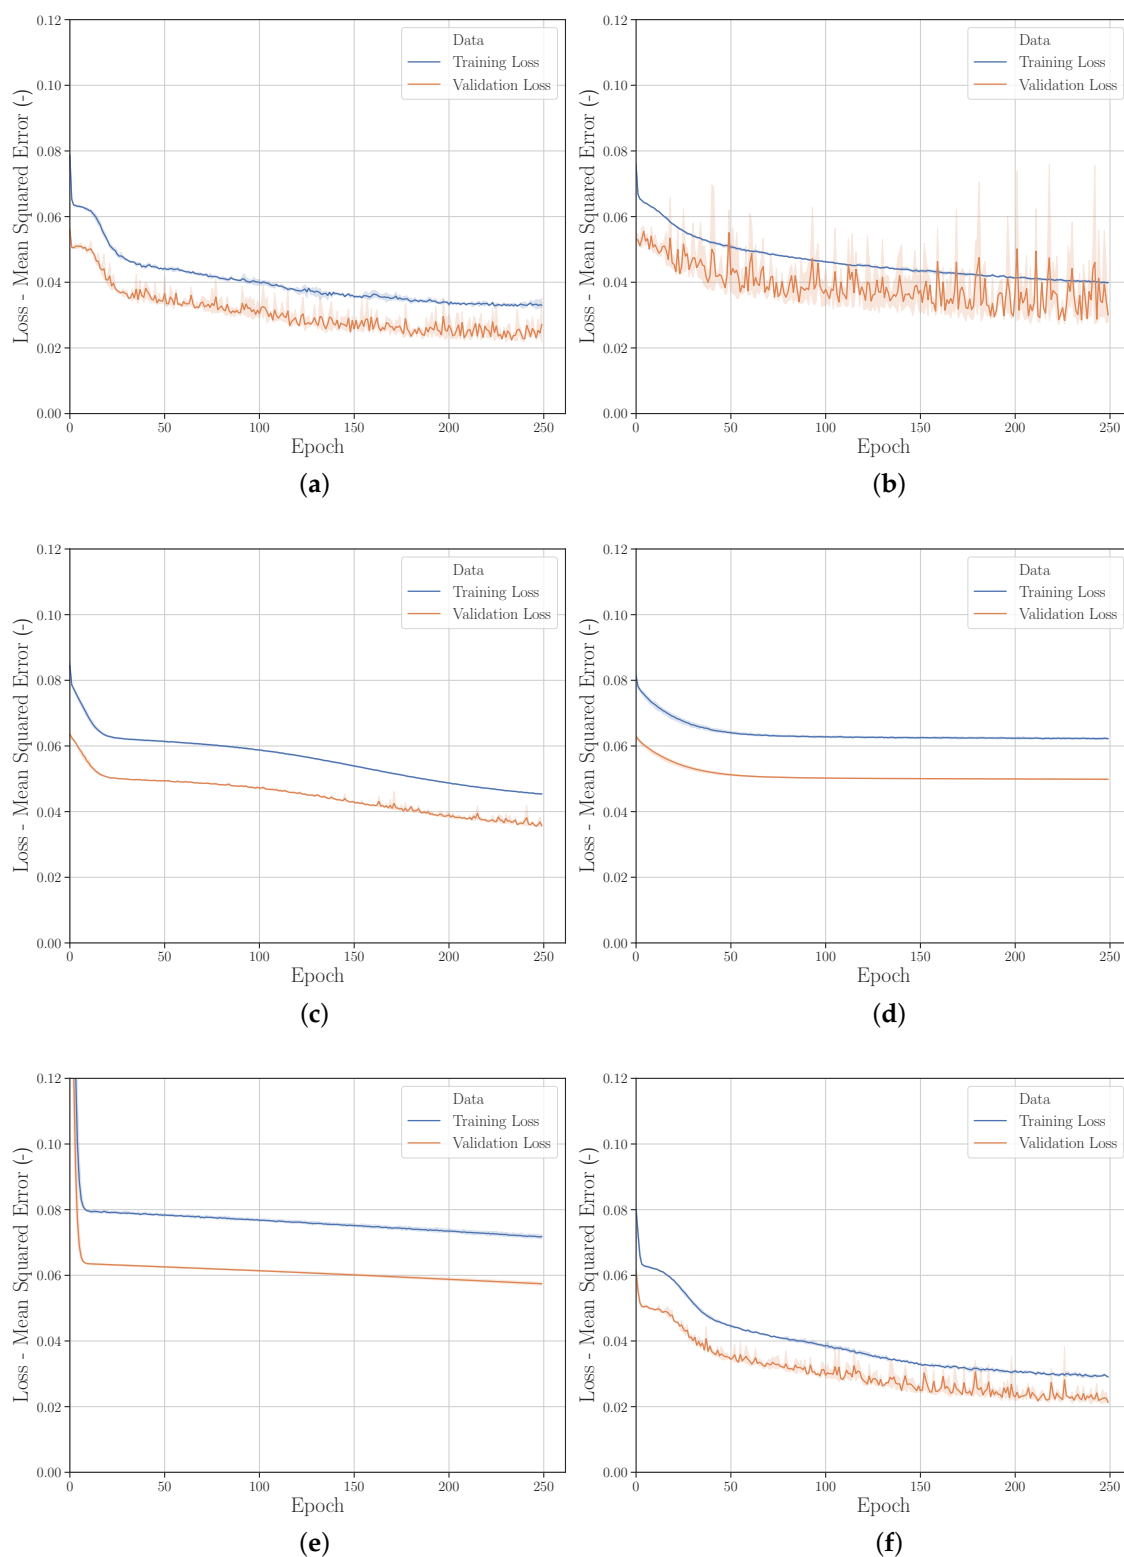 0.12
0.10
0.08
0.06
0.04
0.02
0.00
Loss - Mean Squared Error (-)
Data
Training Loss
Validation Loss
0 50 100 150 200 250
Epoch
(a)
0.12
0.10
0.08
0.06
0.04
0.02
0.00
Loss - Mean Squared Error (-)
Data
Training Loss
Validation Loss
0 50 100 150 200 250
Epoch
(b)
0.12
0.10
0.08
0.06
0.04
0.02
0.00
Loss - Mean Squared Error (-)
Data
Training Loss
Validation Loss
0 50 100 150 200 250
Epoch
(c)
0.12
0.10
0.08
0.06
0.04
0.02
0.00
Loss - Mean Squared Error (-)
Data
Training Loss
Validation Loss
0 50 100 150 200 250
Epoch
(d)
0.12
0.10
0.08
0.06
0.04
0.02
0.00
Loss - Mean Squared Error (-)
Data
Training Loss
Validation Loss
0 50 100 150 200 250
Epoch
(e)
0.12
0.10
0.08
0.06
0.04
0.02
0.00
Loss - Mean Squared Error (-)
Data
Training Loss
Validation Loss
0 50 100 150 200 250
Epoch
(f)